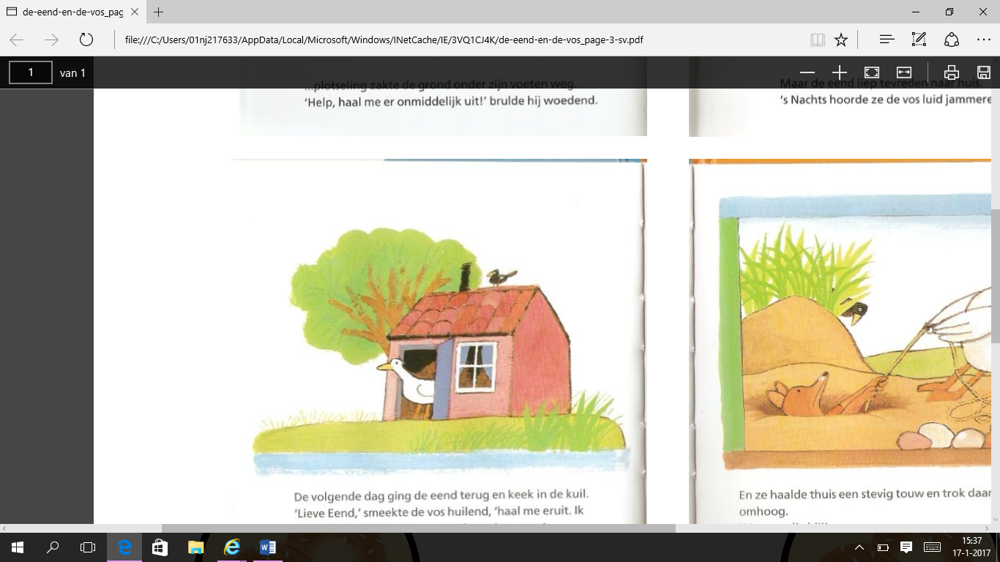 de-eend-en-de-vos_pag
file:///C:/Users/01nj217633/AppData/Local/Microsoft/Windows/INetCache/IE/3VQ1CJ4K/de-eend-en-de-vos_page-3-sv.pdf
1 van 1
...plotseling zakte de grond onder zijn voeten weg.
‘Help, haal me er onmiddelijk uit!’ brulde hij woedend.
Maar de eend liep tevreden naar huis.
‘s Nachts hoorde ze de vos luid jammere
De volgende dag ging de eend terug en keek in de kuil.
‘Lieve Eend,’ smeekte de vos huilend, ‘haal me eruit. Ik
En ze haalde thuis een stevig touw en trok daar
omhoog.
15:37
17-1-2017